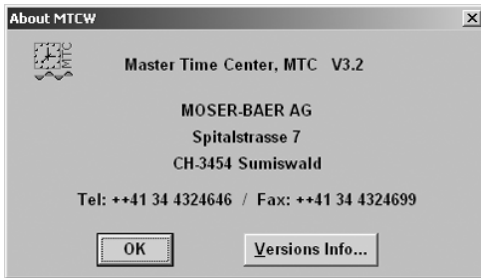 About MTCW
MTC
Master Time Center, MTC V3.2
MOSER-BAER AG
Spitalstrasse 7
CH-3454 Sumiswald
Tel: ++41 34 4324646 / Fax: ++41 34 4324699
OK
Versions Info...